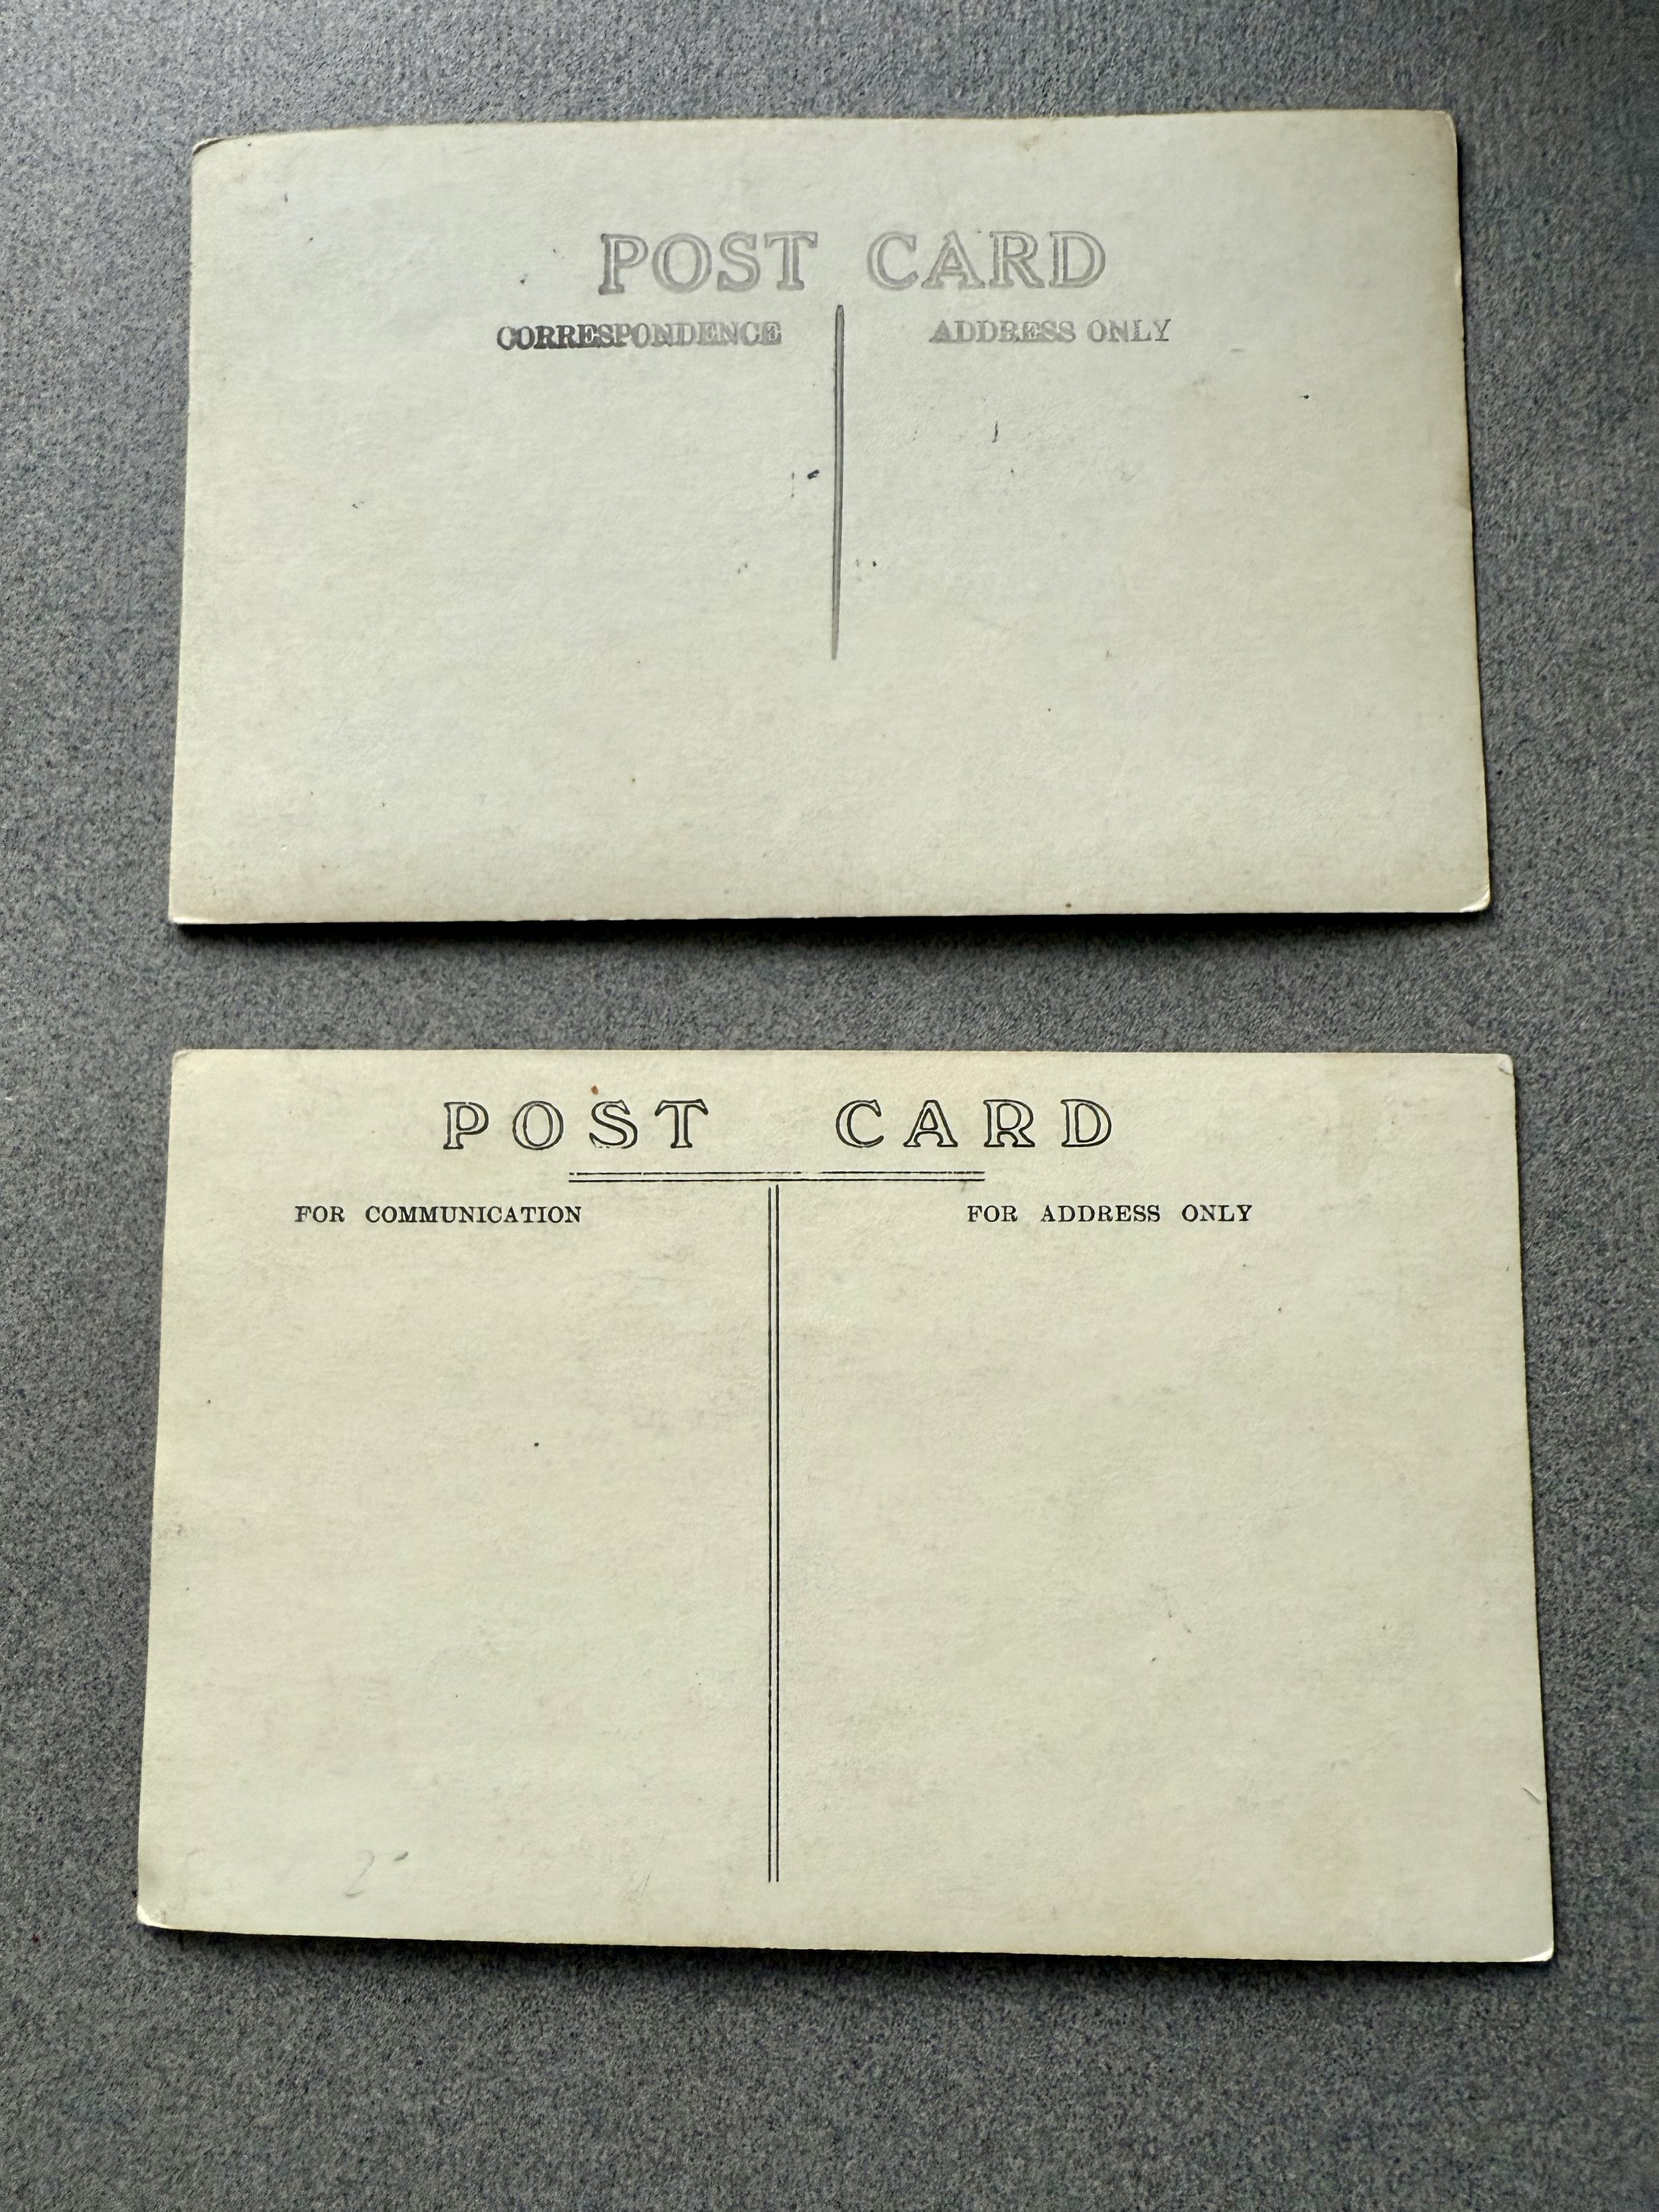 POST CARD
CORRESPONDENCE
ADDRESS ONLY
POST CARD
FOR COMMUNICATION
FOR ADDRESS ONLY